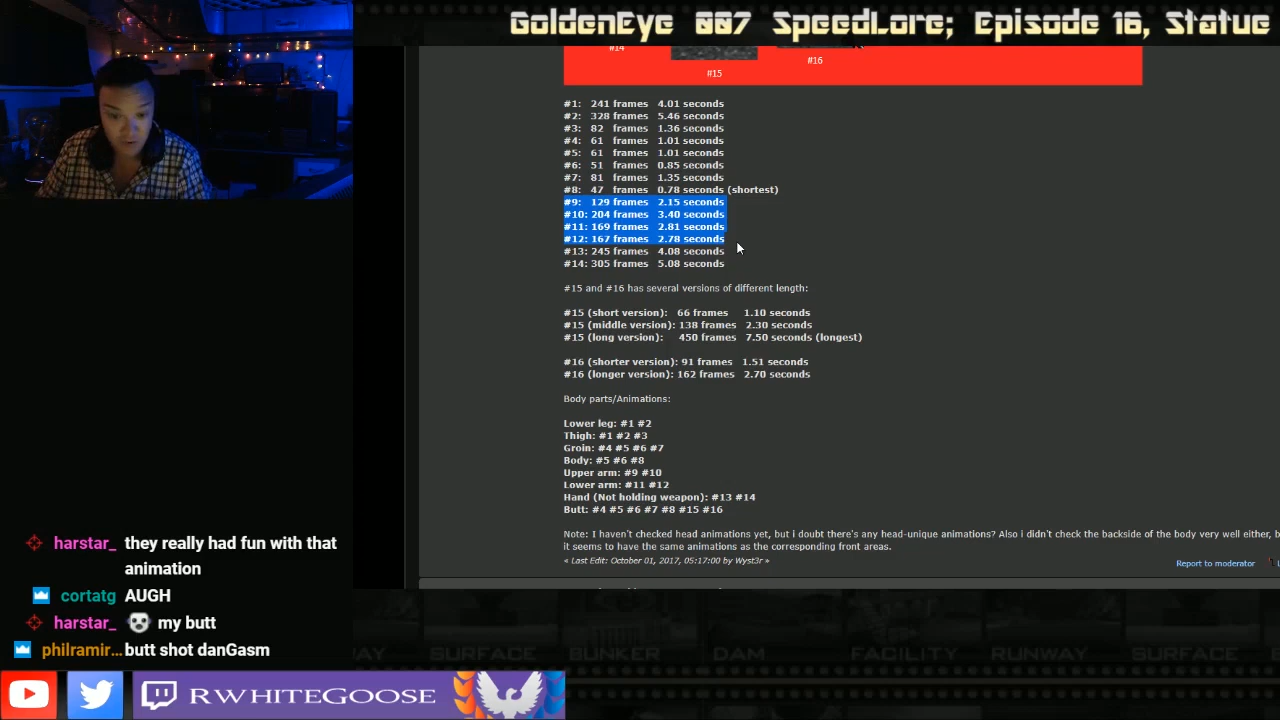 GoldenEye 007 SpeedLore; Episode 16, Statue
#14
#16
#15
#1: 241 frames 4.01 seconds
#2: 328 frames 5.46 seconds
#3: 82 frames 1.36 seconds
#4: 61 frames 1.01 seconds
#5: 61 frames 1.01 seconds
#6: 51 frames 0.85 seconds
#7: 81 frames 1.35 seconds
#8: 47 frames 0.78 seconds (shortest)
#9: 129 frames 2.15 seconds
#10: 204 frames 3.40 seconds
#11: 169 frames 2.81 seconds
#12: 167 frames 2.78 seconds
#13: 245 frames 4.08 seconds
#14: 305 frames 5.08 seconds
#15 and #16 has several versions of different length:
#15 (short version): 66 frames 1.10 seconds
#15 (middle version): 138 frames 2.30 seconds
#15 (long version): 450 frames 7.50 seconds (longest)
#16 (shorter version): 91 frames 1.51 seconds
#16 (longer version): 162 frames 2.70 seconds
Body parts/Animations:
Lower leg: #1 #2
Thigh: #1 #2 #3
Groin: #4 #5 #6 #7
Body: #5 #6 #8
Upper arm: #9 #10
Lower arm: #11 #12
Hand (Not holding weapon): #13 #14
Butt: #4 #5 #6 #7 #8 #15 #16
Note: I haven't checked head animations yet, but i doubt there's any head-unique animations? Also i didn't check the backside of the body very well either, b
it seems to have the same animations as the corresponding front areas.
« Last Edit: October 01, 2017, 05:17:00 by Wyst3r »
Report to moderator
harstar_ they really had fun with that
animation
cortatg AUGH
harstar_ my butt
philramir... butt shot danGasm
WAY SURFACE BUNKER DAM FACILITY RUNWAY SURFACE B
RWHITEGOOSE